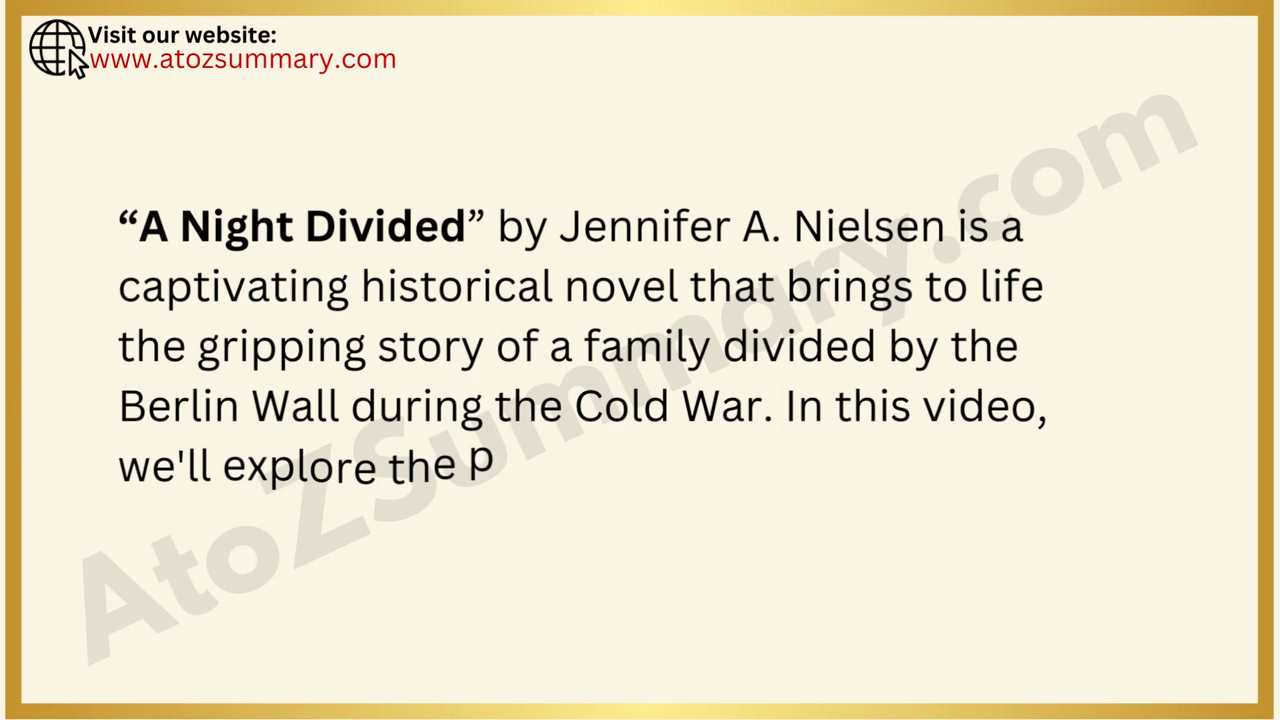 Visit our website:
www.atozsummary.com
“A Night Divided” by Jennifer A. Nielsen is a
captivating historical novel that brings to life
the gripping story of a family divided by the
Berlin Wall during the Cold War. In this video,
we'll explore the p
AtoZSummary.com